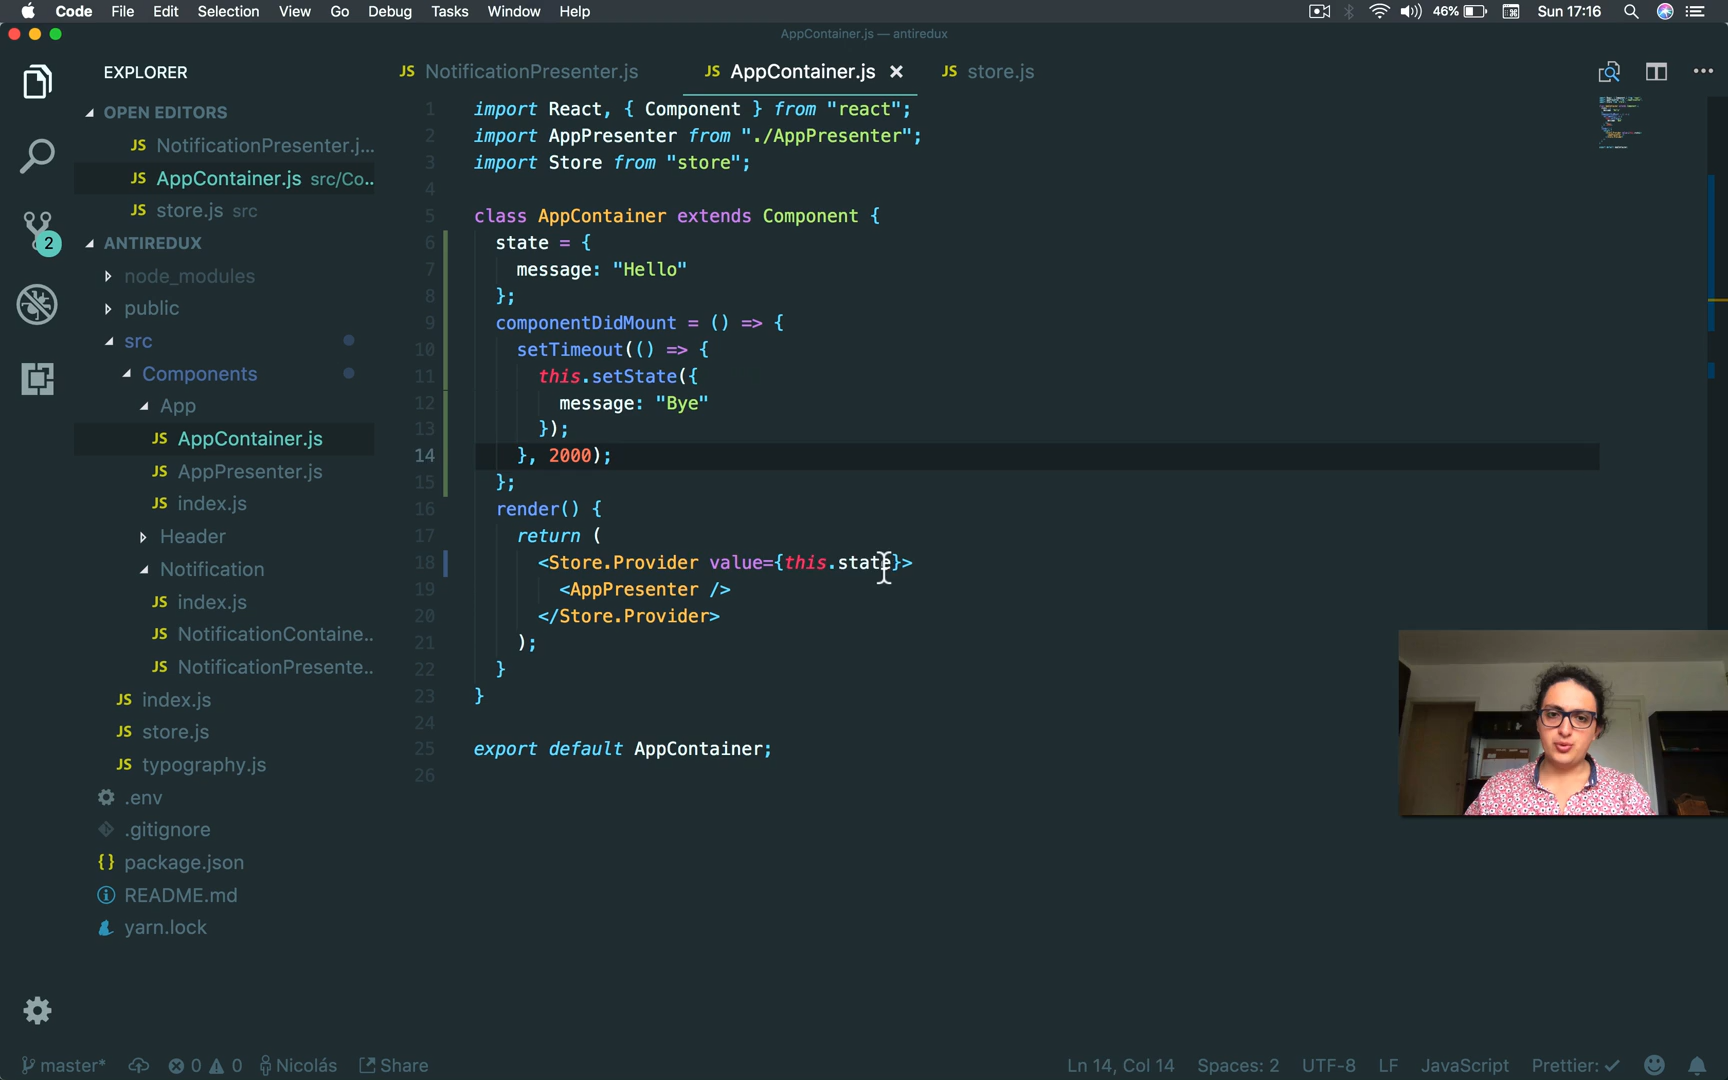 Code File Edit Selection View Go Debug Tasks Window Help 46% Sun 17:16
AppContainer.js — antiredux
EXPLORER
OPEN EDITORS
JS NotificationPresenter.j...
JS AppContainer.js src/Co..
JS store.js src
ANTIREDUX
node_modules
public
src
Components
App
JS AppContainer.js
JS AppPresenter.js
JS index.js
Header
Notification
JS index.js
JS NotificationContaine..
JS NotificationPresente..
JS index.js
JS store.js
JS typography.js
.env
.gitignore
{} package.json
README.md
yarn.lock
2
JS NotificationPresenter.js JS AppContainer.js × JS store.js
1 import React, { Component } from "react";
2 import AppPresenter from "./AppPresenter";
3 import Store from "store";
4
5 class AppContainer extends Component {
6 state = {
7 message: "Hello"
8 };
9 componentDidMount = () => {
10 setTimeout(() => {
11 this.setState({
12 message: "Bye"
13 });
14 }, 2000);
15 };
16 render() {
17 return (
18 <Store.Provider value={this.state}>
19 <AppPresenter />
20 </Store.Provider>
21 );
22 }
23 }
24
25 export default AppContainer;
26
master* 0 0 Nicolás Share Ln 14, Col 14 Spaces: 2 UTF-8 LF JavaScript Prettier: ✓